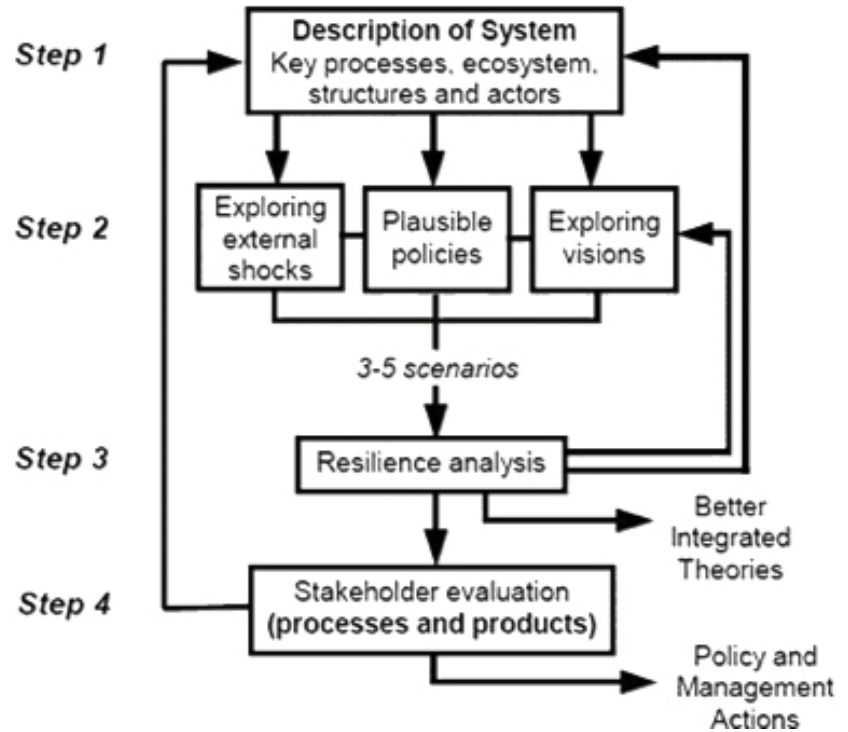 Step 1
Description of System
Key processes, ecosystem,
structures and actors
Step 2
Exploring
external
shocks
Plausible
policies
Exploring
visions
3-5 scenarios
Step 3
Resilience analysis
Better
Integrated
Theories
Step 4
Stakeholder evaluation
(processes and products)
Policy and
Management
Actions